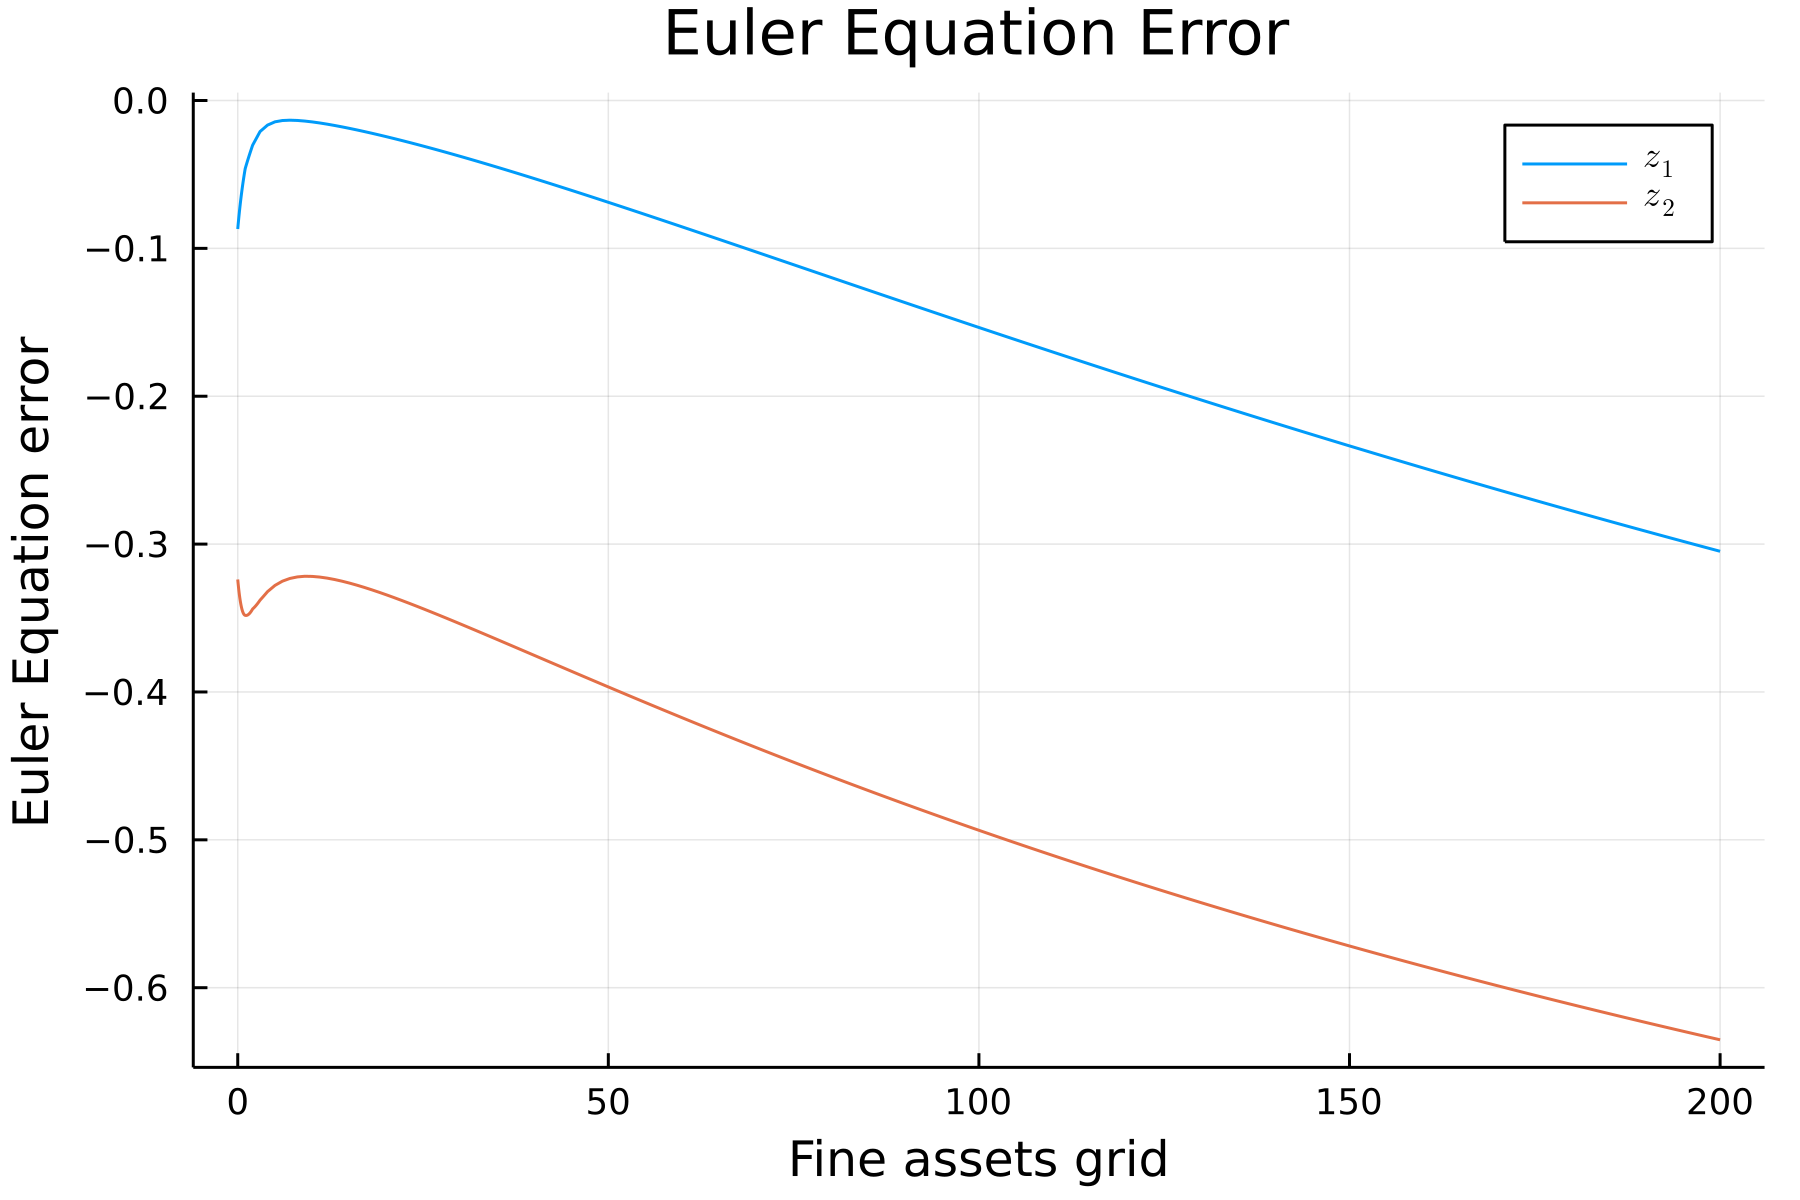 Euler Equation Error
Euler Equation error
0.0
−0.1
−0.2
−0.3
−0.4
−0.5
−0.6
z₁
z₂
0 50 100 150 200
Fine assets grid